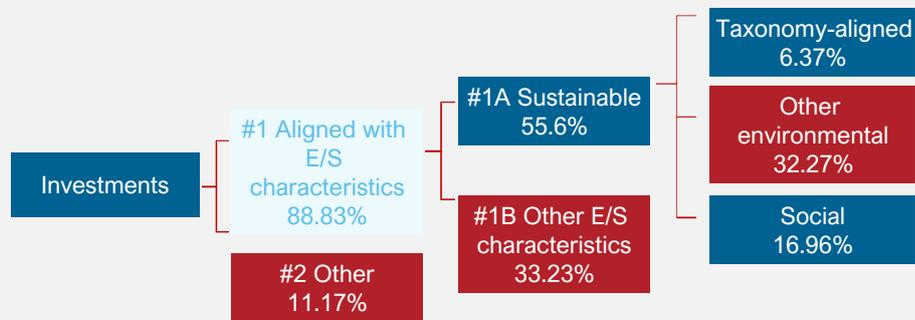 Investments
#1 Aligned with
E/S
characteristics
88.83%
#2 Other
11.17%
#1A Sustainable
55.6%
#1B Other E/S
characteristics
33.23%
Taxonomy-aligned
6.37%
Other
environmental
32.27%
Social
16.96%